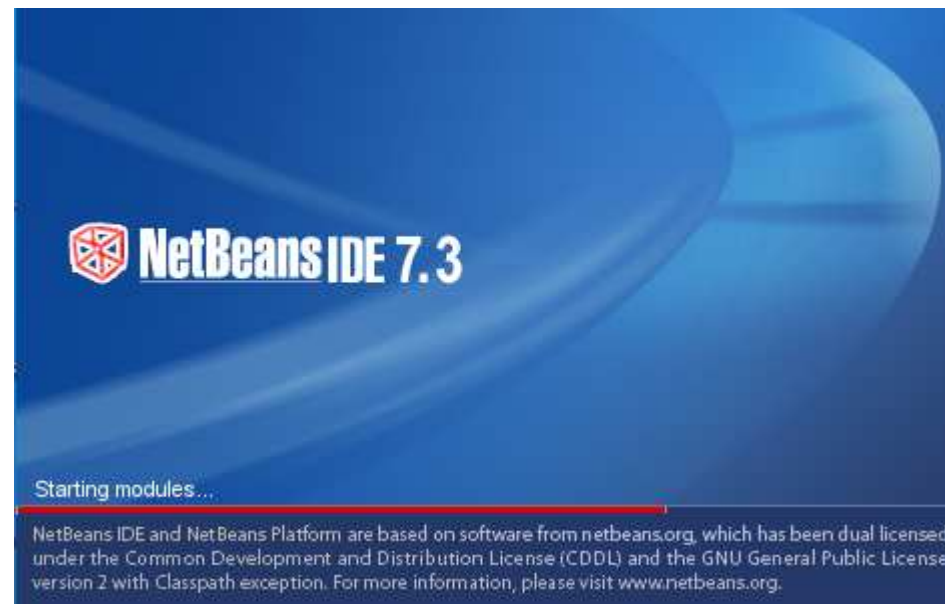 NetBeans IDE 7.3
Starting modules...
NetBeans IDE and NetBeans Platform are based on software from netbeans.org, which has been dual licensed
under the Common Development and Distribution License (CDDL) and the GNU General Public License
version 2 with Classpath exception. For more information, please visit www.netbeans.org.